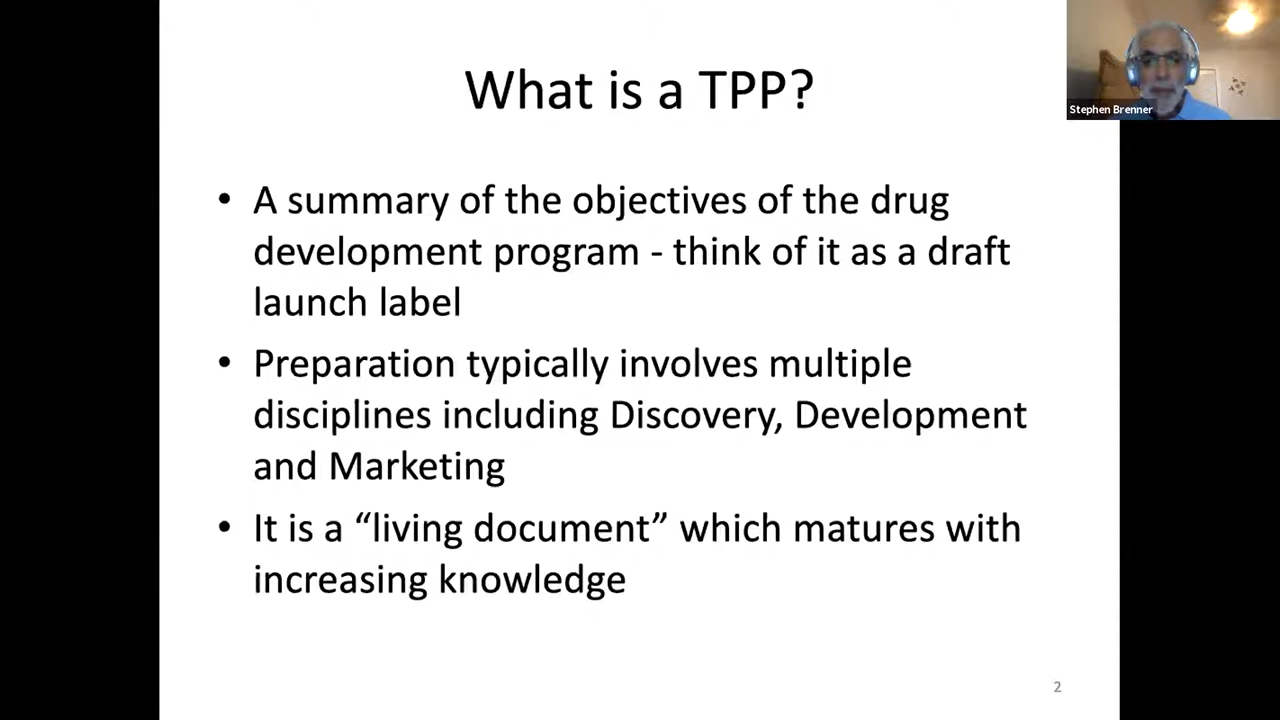 What is a TPP?
Stephen Brenner
• A summary of the objectives of the drug
development program - think of it as a draft
launch label
• Preparation typically involves multiple
disciplines including Discovery, Development
and Marketing
• It is a “living document” which matures with
increasing knowledge
2